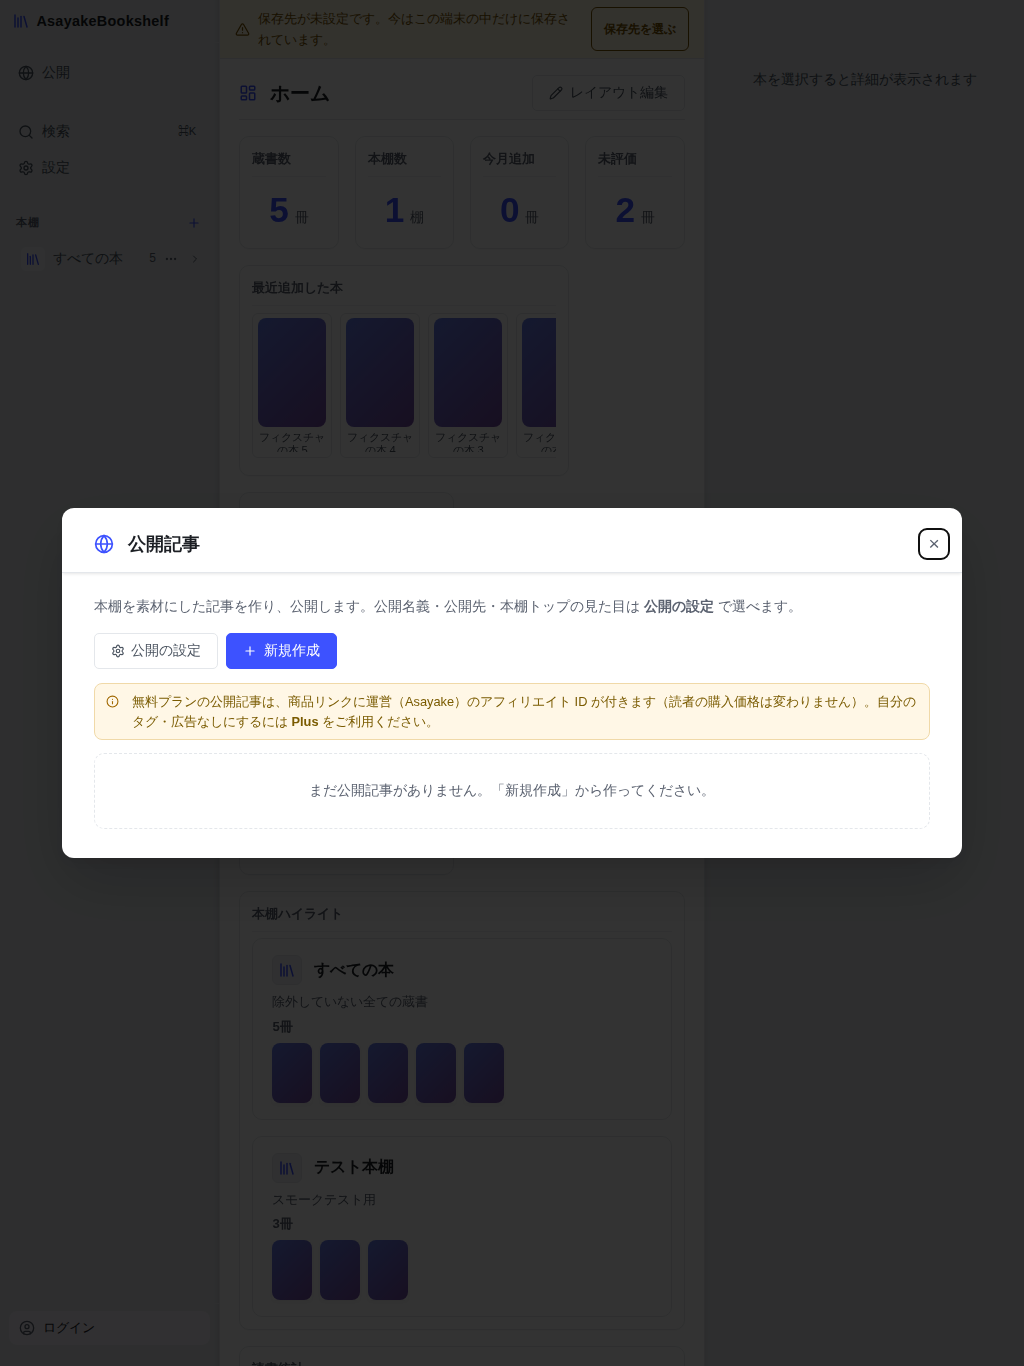 AsayakeBookshelf
公開
検索 ⌘K
設定
本棚
すべての本 5
ログイン
保存先が未設定です。今はこの端末の中だけに保存さ
れています。
保存先を選ぶ
ホーム
レイアウト編集
蔵書数
5 冊
本棚数
1 棚
今月追加
0 冊
未評価
2 冊
最近追加した本
フィクスチャ
の本 5
フィクスチャ
の本 4
フィクスチャ
の本 3
フィク
本を選択すると詳細が表示されます
公開記事
本棚を素材にした記事を作り、公開します。公開名義・公開先・本棚トップの見た目は 公開の設定 で選べます。
公開の設定
新規作成
無料プランの公開記事は、商品リンクに運営（Asayake）のアフィリエイト ID が付きます（読者の購入価格は変わりません）。自分の
タグ・広告なしにするには Plus をご利用ください。
まだ公開記事がありません。「新規作成」から作ってください。
本棚ハイライト
すべての本
除外していない全ての蔵書
5冊
テスト本棚
スモークテスト用
3冊